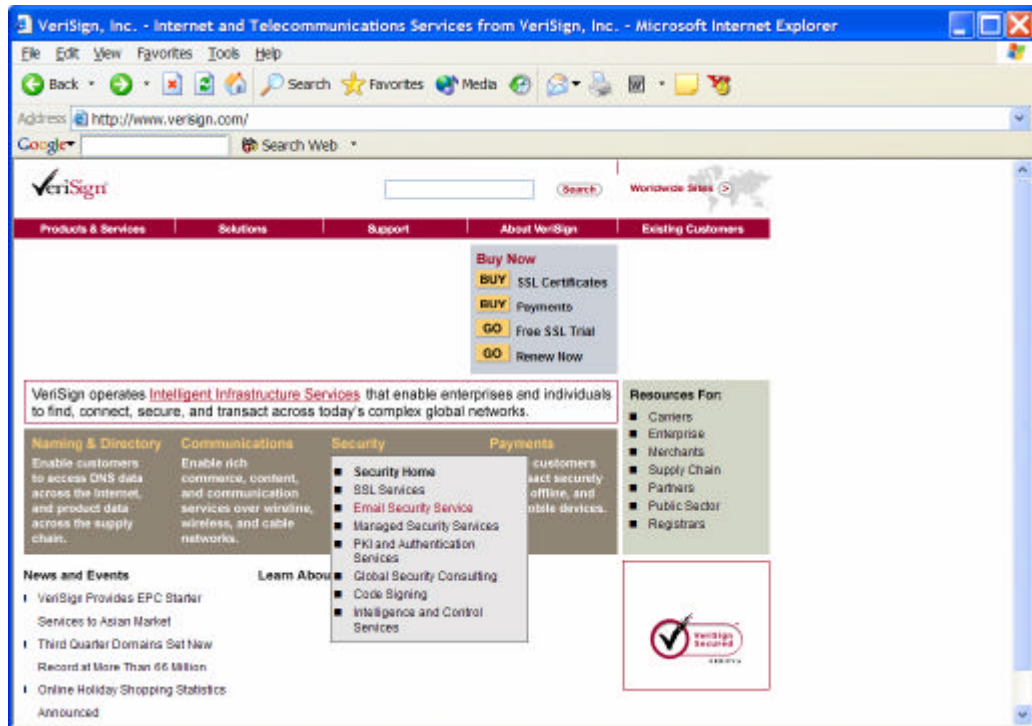 VeriSign, Inc. - Internet and Telecommunications Services from VeriSign, Inc. - Microsoft Internet Explorer
File Edit View Favorites Tools Help
Back Search Favorites Media
Address http://www.verisign.com/
Google Search Web
VeriSign Search Worldwide Sites
Products & Services Solutions Support About VeriSign Existing Customers
Buy Now
BUY SSL Certificates
BUY Payments
GO Free SSL Trial
GO Renew Now
VeriSign operates Intelligent Infrastructure Services that enable enterprises and individuals
to find, connect, secure, and transact across today's complex global networks.
Naming & Directory
Enable customers
to access DNS data
across the Internet,
and product data
across the supply
chain.
Communications
Enable rich
commerce, content,
and communication
services over wireline,
wireless, and cable
networks.
Security
Security Home
SSL Services
Email Security Service
Managed Security Services
PKI and Authentication
Services
Global Security Consulting
Code Signing
Intelligence and Control
Services
Payments
customers
act securely
offline, and
obile devices.
Resources For:
Carriers
Enterprise
Merchants
Supply Chain
Partners
Public Sector
Registrars
News and Events
VeriSign Provides EPC Starter
Services to Asian Market
Third Quarter Domains Set New
Record at More Than 66 Million
Online Holiday Shopping Statistics
Announced
Learn Abou
VeriSign
Secured